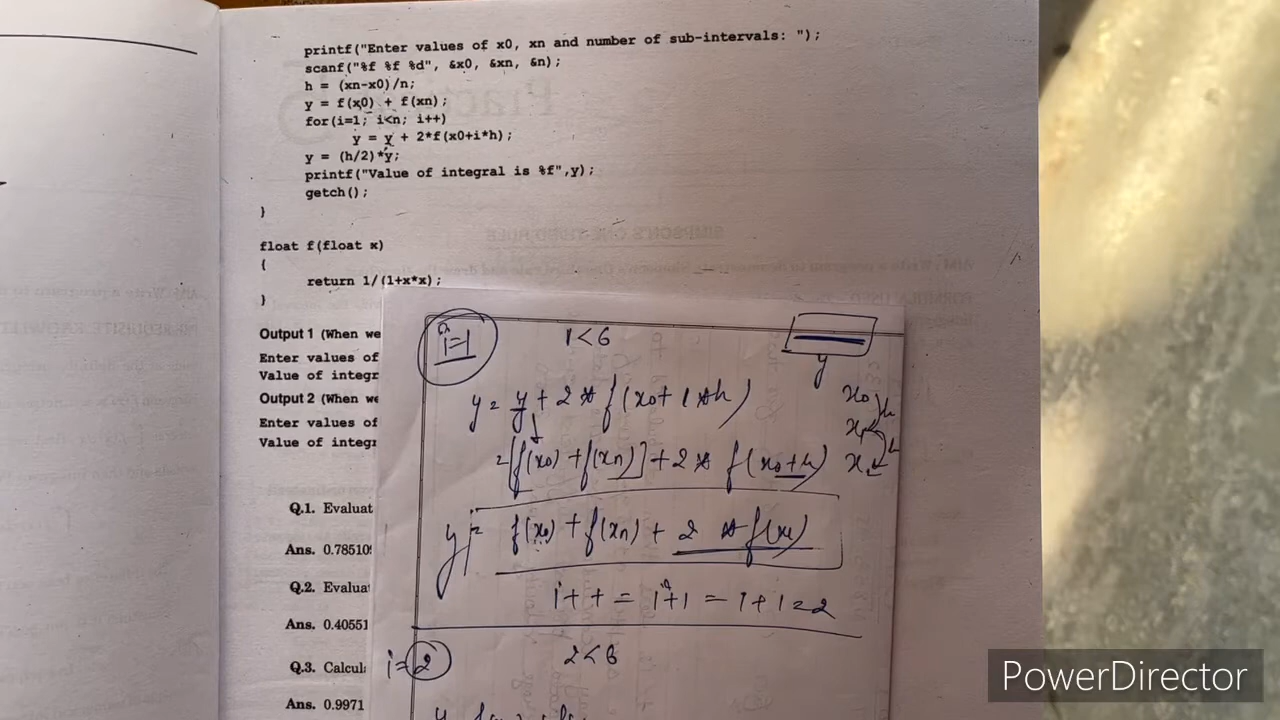 printf("Enter values of x0, xn and number of sub-intervals: ");
scanf("%f %f %d", &x0, &xn, &n);
h = (xn-x0)/n;
y = f(x0) + f(xn);
for(i=1; i<n; i++)
y = y + 2*f(x0+i*h);
y = (h/2)*y;
printf("Value of integral is %f",y);
getch();
}
float f(float x)
{
return 1/(1+x*x);
}
Output 1 (When we
Enter values of
Value of integr
Output 2 (When we
Enter values of
Value of integr
Q.1. Evaluat
Ans. 0.78510
Q.2. Evaluat
Ans. 0.40551
Q.3. Calcul
Ans. 0.9971
i=1
1<6
y
y = y + 2 * f(x0 + 1*h)
x0
h
x1
= [f(x0) + f(xn)] + 2 * f(x0+h)
x2
h
y = f(x0) + f(xn) + 2 * f(x1)
i++ = i+1 = 1+1=2
i=2
2<6
PowerDirector